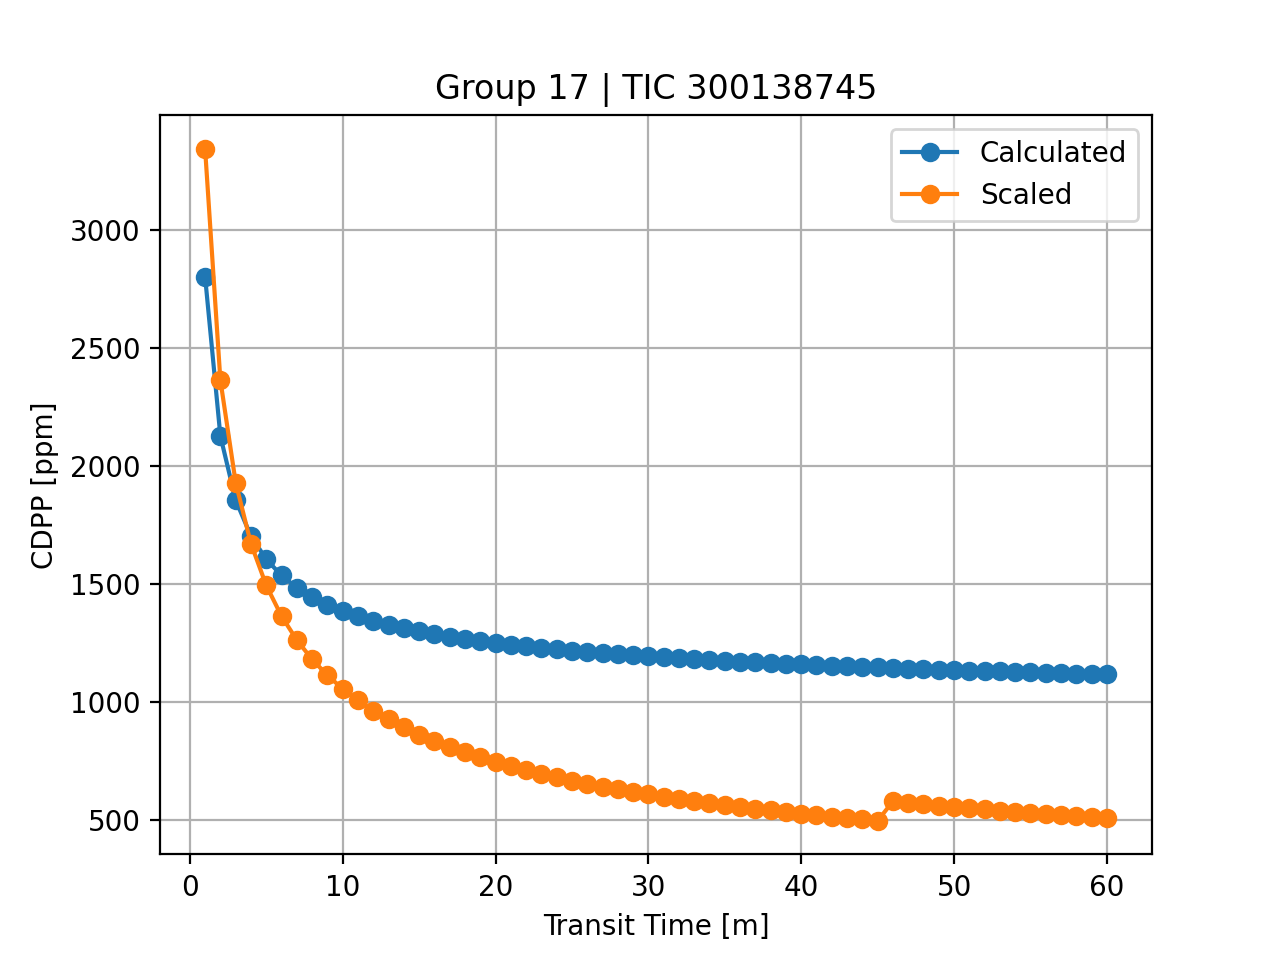 Group 17 | TIC 300138745
Calculated
Scaled
3000
2500
2000
1500
1000
500
CDPP [ppm]
0 10 20 30 40 50 60
Transit Time [m]